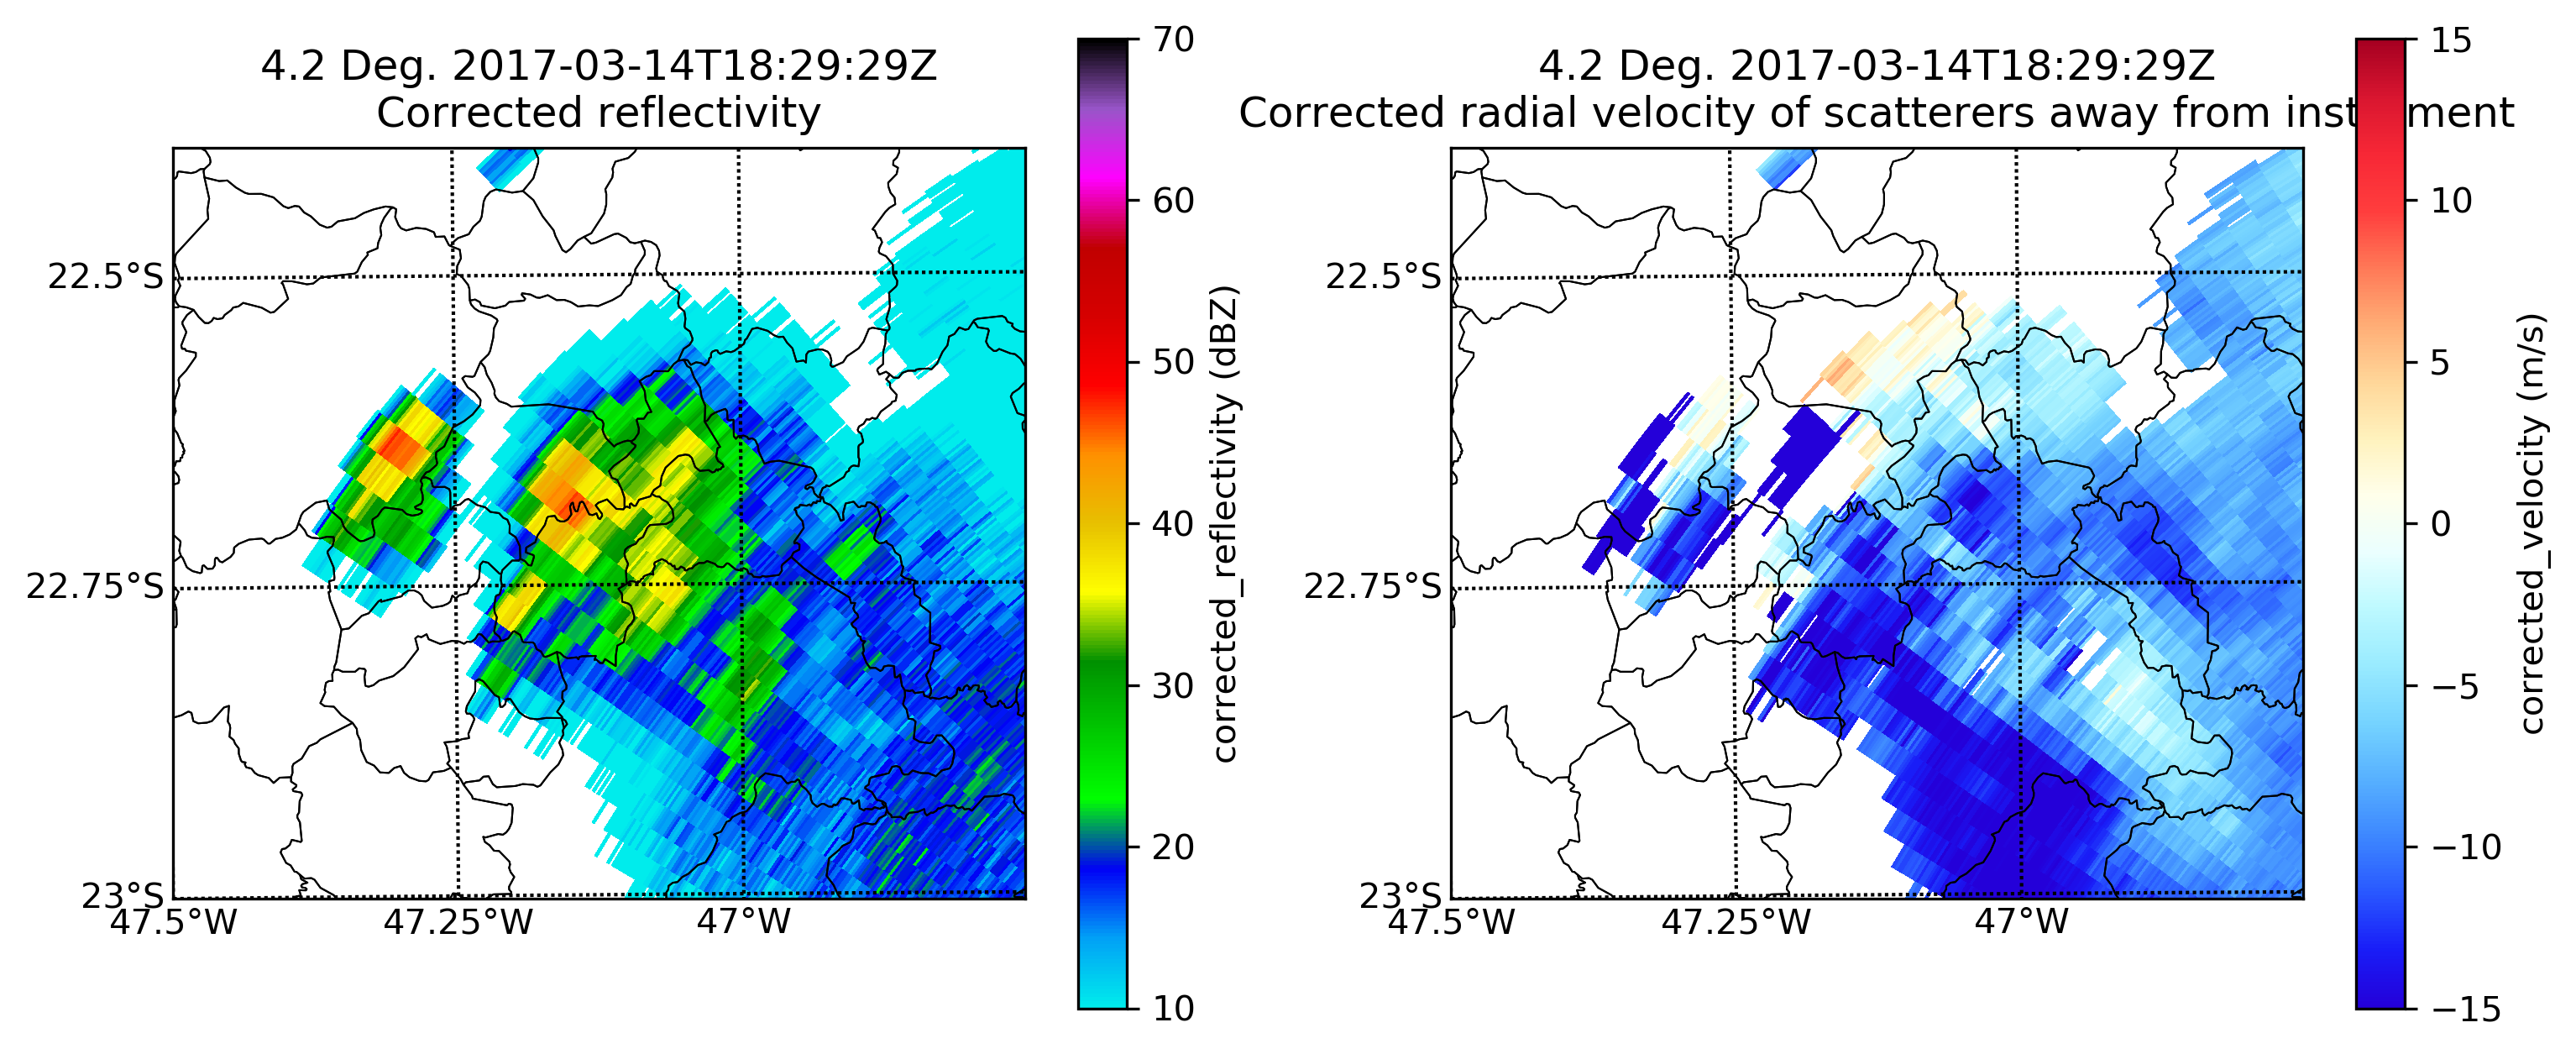 4.2 Deg. 2017-03-14T18:29:29Z
Corrected reflectivity
22.5°S
22.75°S
23°S
47.5°W
47.25°W
47°W
70
60
50
40
30
20
10
corrected_reflectivity (dBZ)
4.2 Deg. 2017-03-14T18:29:29Z
Corrected radial velocity of scatterers away from
22.5°S
22.75°S
23°S
47.5°W
47.25°W
47°W
15
10
5
0
−5
−10
−15
corrected_velocity (m/s)